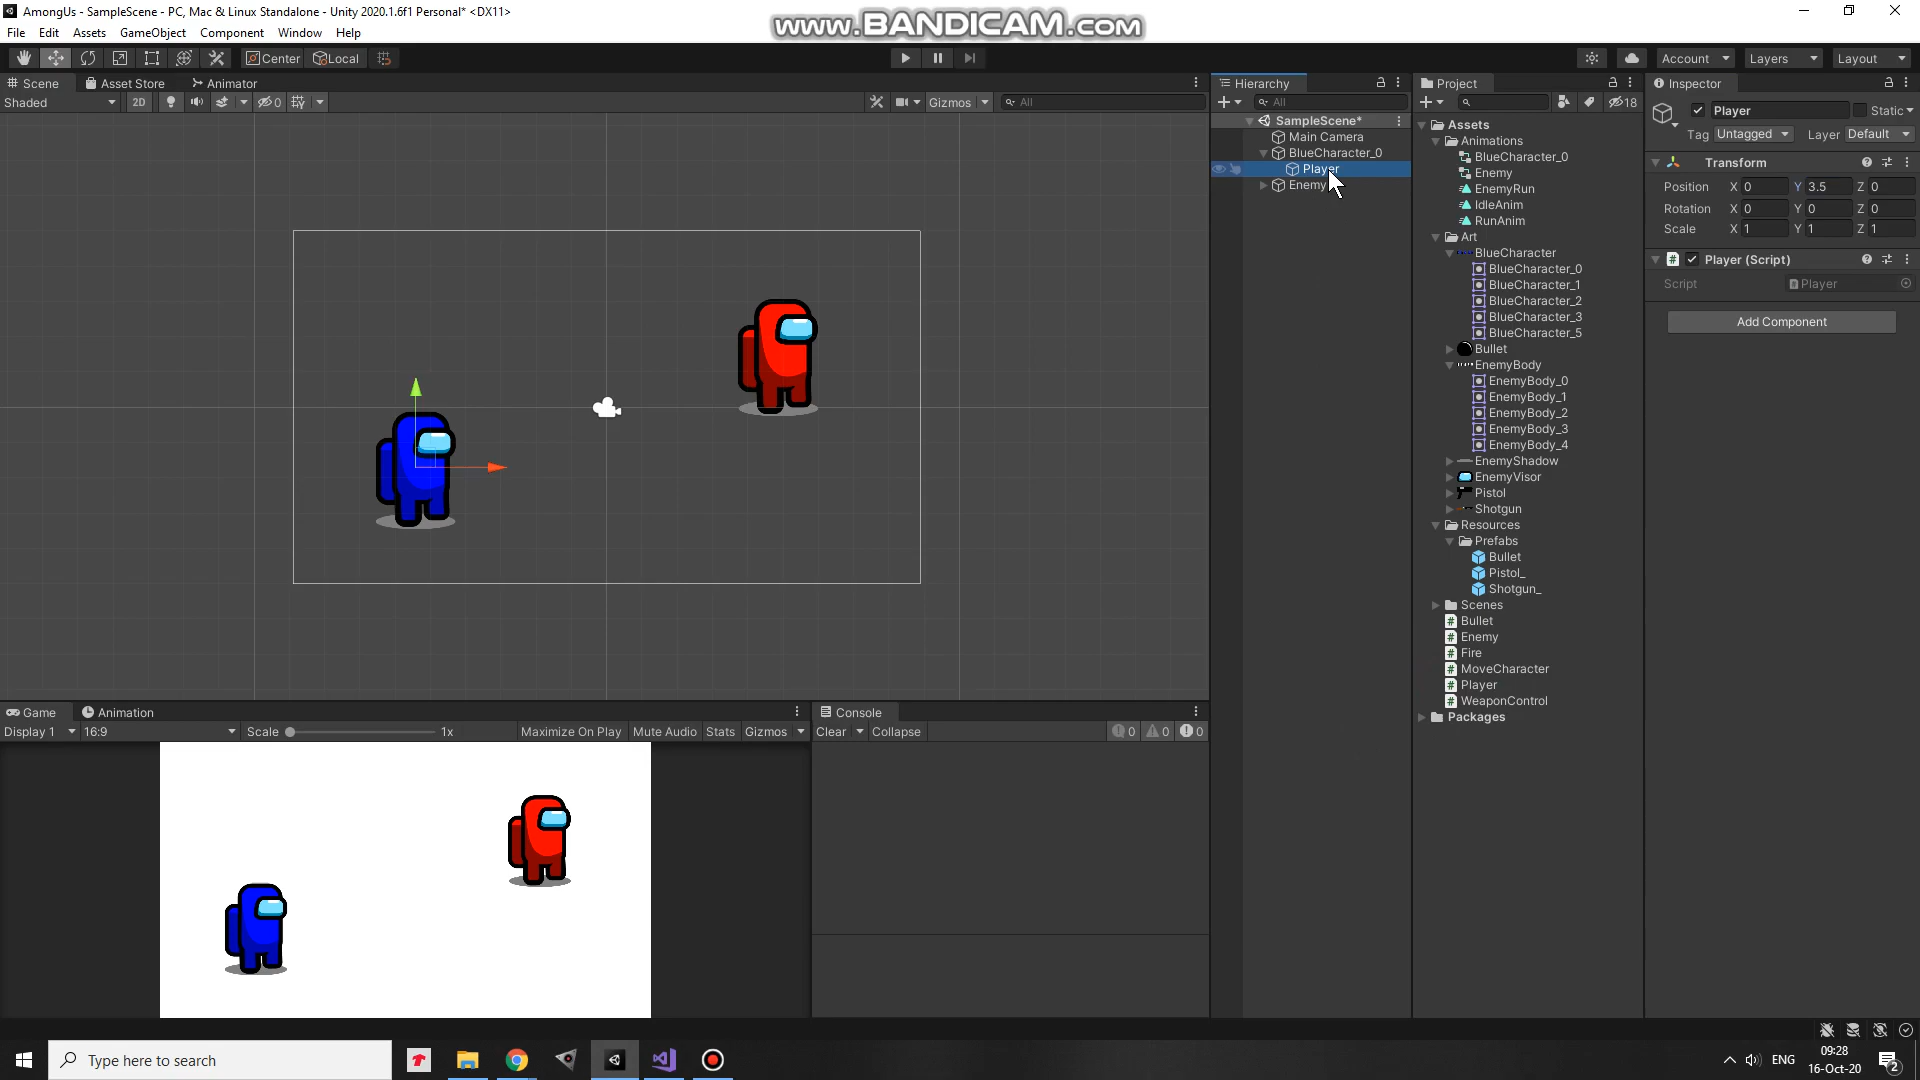 AmongUs - SampleScene - PC, Mac & Linux Standalone - Unity 2020.1.6f1 Personal* <DX11>
www.BANDICAM.com
File Edit Assets GameObject Component Window Help
Center Local
Account Layers Layout
Scene Asset Store Animator
Shaded 2D 0 Gizmos All
Hierarchy
All
SampleScene*
Main Camera
BlueCharacter_0
Player
Enemy
Project
18
Assets
Animations
BlueCharacter_0
Enemy
EnemyRun
IdleAnim
RunAnim
Art
BlueCharacter
BlueCharacter_0
BlueCharacter_1
BlueCharacter_2
BlueCharacter_3
BlueCharacter_5
Bullet
EnemyBody
EnemyBody_0
EnemyBody_1
EnemyBody_2
EnemyBody_3
EnemyBody_4
EnemyShadow
EnemyVisor
Pistol
Shotgun
Resources
Prefabs
Bullet
Pistol_
Shotgun_
Scenes
Bullet
Enemy
Fire
MoveCharacter
Player
WeaponControl
Packages
Inspector
Player Static
Tag Untagged Layer Default
Transform
Position X 0 Y 3.5 Z 0
Rotation X 0 Y 0 Z 0
Scale X 1 Y 1 Z 1
Player (Script)
Script Player
Add Component
Game Animation
Display 1 16:9 Scale 1x Maximize On Play Mute Audio Stats Gizmos
Console
Clear Collapse 0 0 0
Type here to search
ENG
09:28
16-Oct-20
2